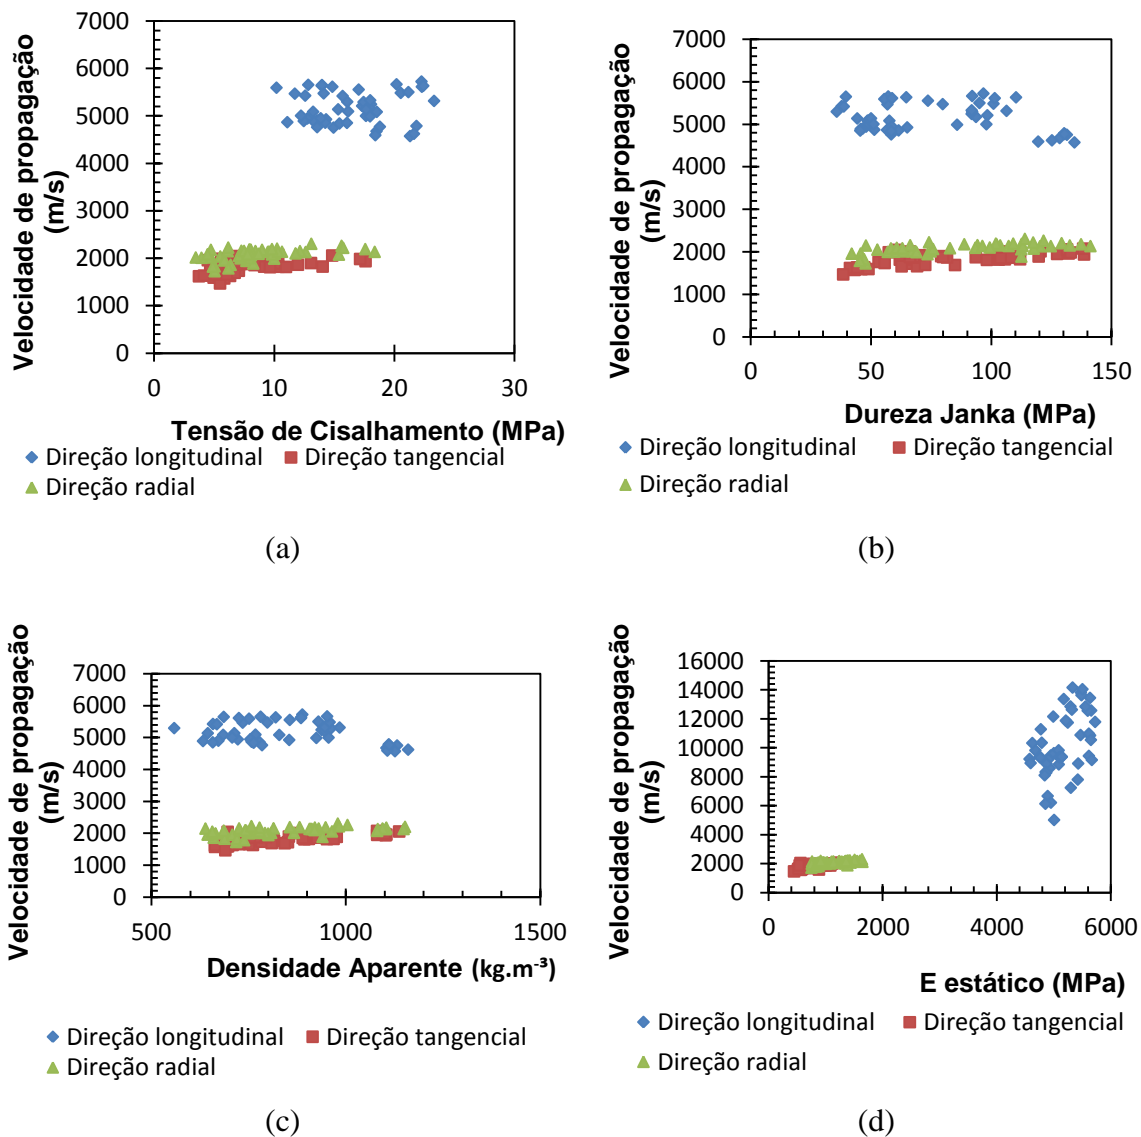 Velocidade de propagação
(m/s)
7000
6000
5000
4000
3000
2000
1000
0
0 10 20 30
Tensão de Cisalhamento (MPa)
Direção longitudinal Direção tangencial
Direção radial
(a)
Velocidade de propagação
(m/s)
7000
6000
5000
4000
3000
2000
1000
0
0 50 100 150
Dureza Janka (MPa)
Direção longitudinal Direção tangencial
Direção radial
(b)
Velocidade de propagação
(m/s)
7000
6000
5000
4000
3000
2000
1000
0
500 1000 1500
Densidade Aparente (kg.m⁻³)
Direção longitudinal Direção tangencial
Direção radial
(c)
Velocidade de propagação
(m/s)
16000
14000
12000
10000
8000
6000
4000
2000
0
0 2000 4000 6000
E estático (MPa)
Direção longitudinal Direção tangencial
Direção radial
(d)